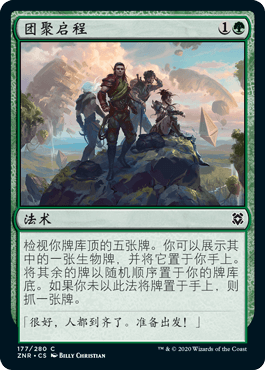 团聚启程 1
法术
检视你牌库顶的五张牌。你可以展示其
中的一张生物牌，并将它置于你手上。
将其余的牌以随机顺序置于你的牌库
底。如果你未以此法将牌置于手上，则
抓一张牌。
「很好，人都到齐了。准备出发！」
177/280 C
ZNR • CS BILLY CHRISTIAN
™ & © 2020 Wizards of the Coast